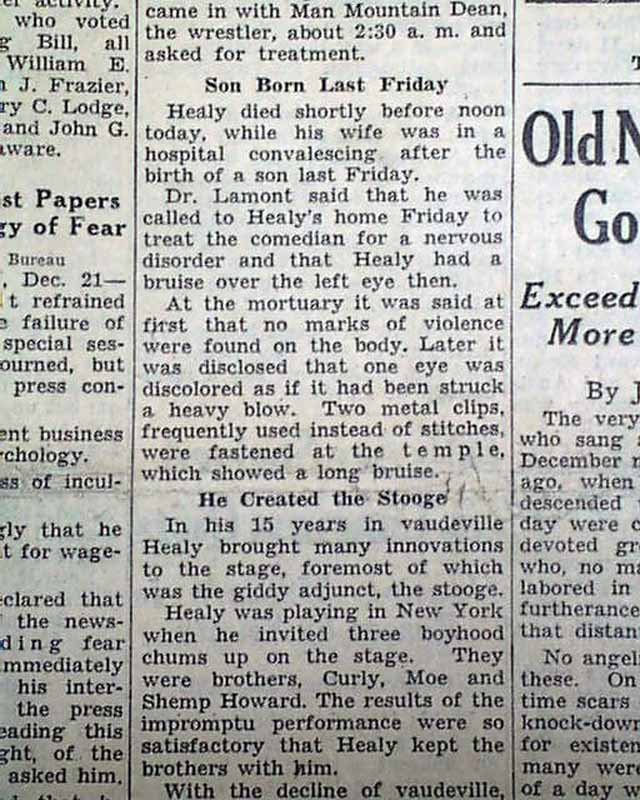 who voted
g Bill, all
William E.
J. Frazier,
ry C. Lodge,
and John G.
aware.
st Papers
gy of Fear
Bureau
, Dec. 21—
t refrained
e failure of
special ses-
ourned, but
press con-
ent business
rchology.
ss of incul-
gly that he
t for wage-
eclared that
the news-
ding fear
mmediately
his inter-
the press
eading this
ght, of the
asked him.
came in with Man Mountain Dean,
the wrestler, about 2:30 a. m. and
asked for treatment.
Son Born Last Friday
Healy died shortly before noon
today, while his wife was in a
hospital convalescing after the
birth of a son last Friday.
Dr. Lamont said that he was
called to Healy's home Friday to
treat the comedian for a nervous
disorder and that Healy had a
bruise over the left eye then.
At the mortuary it was said at
first that no marks of violence
were found on the body. Later it
was disclosed that one eye was
discolored as if it had been struck
a heavy blow. Two metal clips,
frequently used instead of stitches,
were fastened at the temple,
which showed a long bruise.
He Created the Stooge
In his 15 years in vaudeville
Healy brought many innovations
to the stage, foremost of which
was the giddy adjunct, the stooge.
Healy was playing in New York
when he invited three boyhood
chums up on the stage. They
were brothers, Curly, Moe and
Shemp Howard. The results of the
impromptu performance were so
satisfactory that Healy kept the
brothers with him.
With the decline of vaudeville,
Old N
Go
Exceed
More
By J
The very
who sang a
December n
ago, when
descended
day were c
devoted gr
who, no ma
labored in
furtherance
that distan
No angeli
these. On
time scars
knock-down
for existen
many were
of a day w